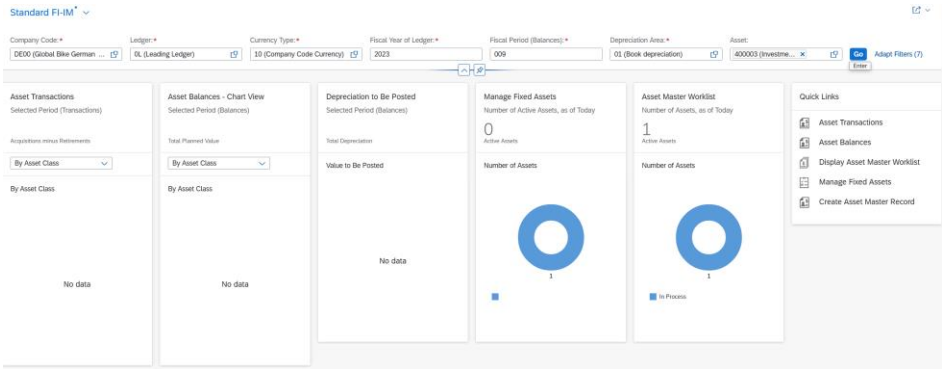 Standard FI-IM*
Company Code:*
DE00 (Global Bike German ...
Ledger:*
0L (Leading Ledger)
Currency Type:*
10 (Company Code Currency)
Fiscal Year of Ledger:*
2023
Fiscal Period (Balances):*
009
Depreciation Area:*
01 (Book depreciation)
Asset:
400003 (Investme... ×
Go
Adapt Filters (7)
Enter
Asset Transactions
Selected Period (Transactions)
Acquisitions minus Retirements
By Asset Class
By Asset Class
No data
Asset Balances - Chart View
Selected Period (Balances)
Total Planned Value
By Asset Class
By Asset Class
No data
Depreciation to Be Posted
Selected Period (Balances)
Total Depreciation
Value to Be Posted
No data
Manage Fixed Assets
Number of Active Assets, as of Today
0
Active Assets
Number of Assets
1
Asset Master Worklist
Number of Assets, as of Today
1
Active Assets
Number of Assets
1
In Process
Quick Links
Asset Transactions
Asset Balances
Display Asset Master Worklist
Manage Fixed Assets
Create Asset Master Record